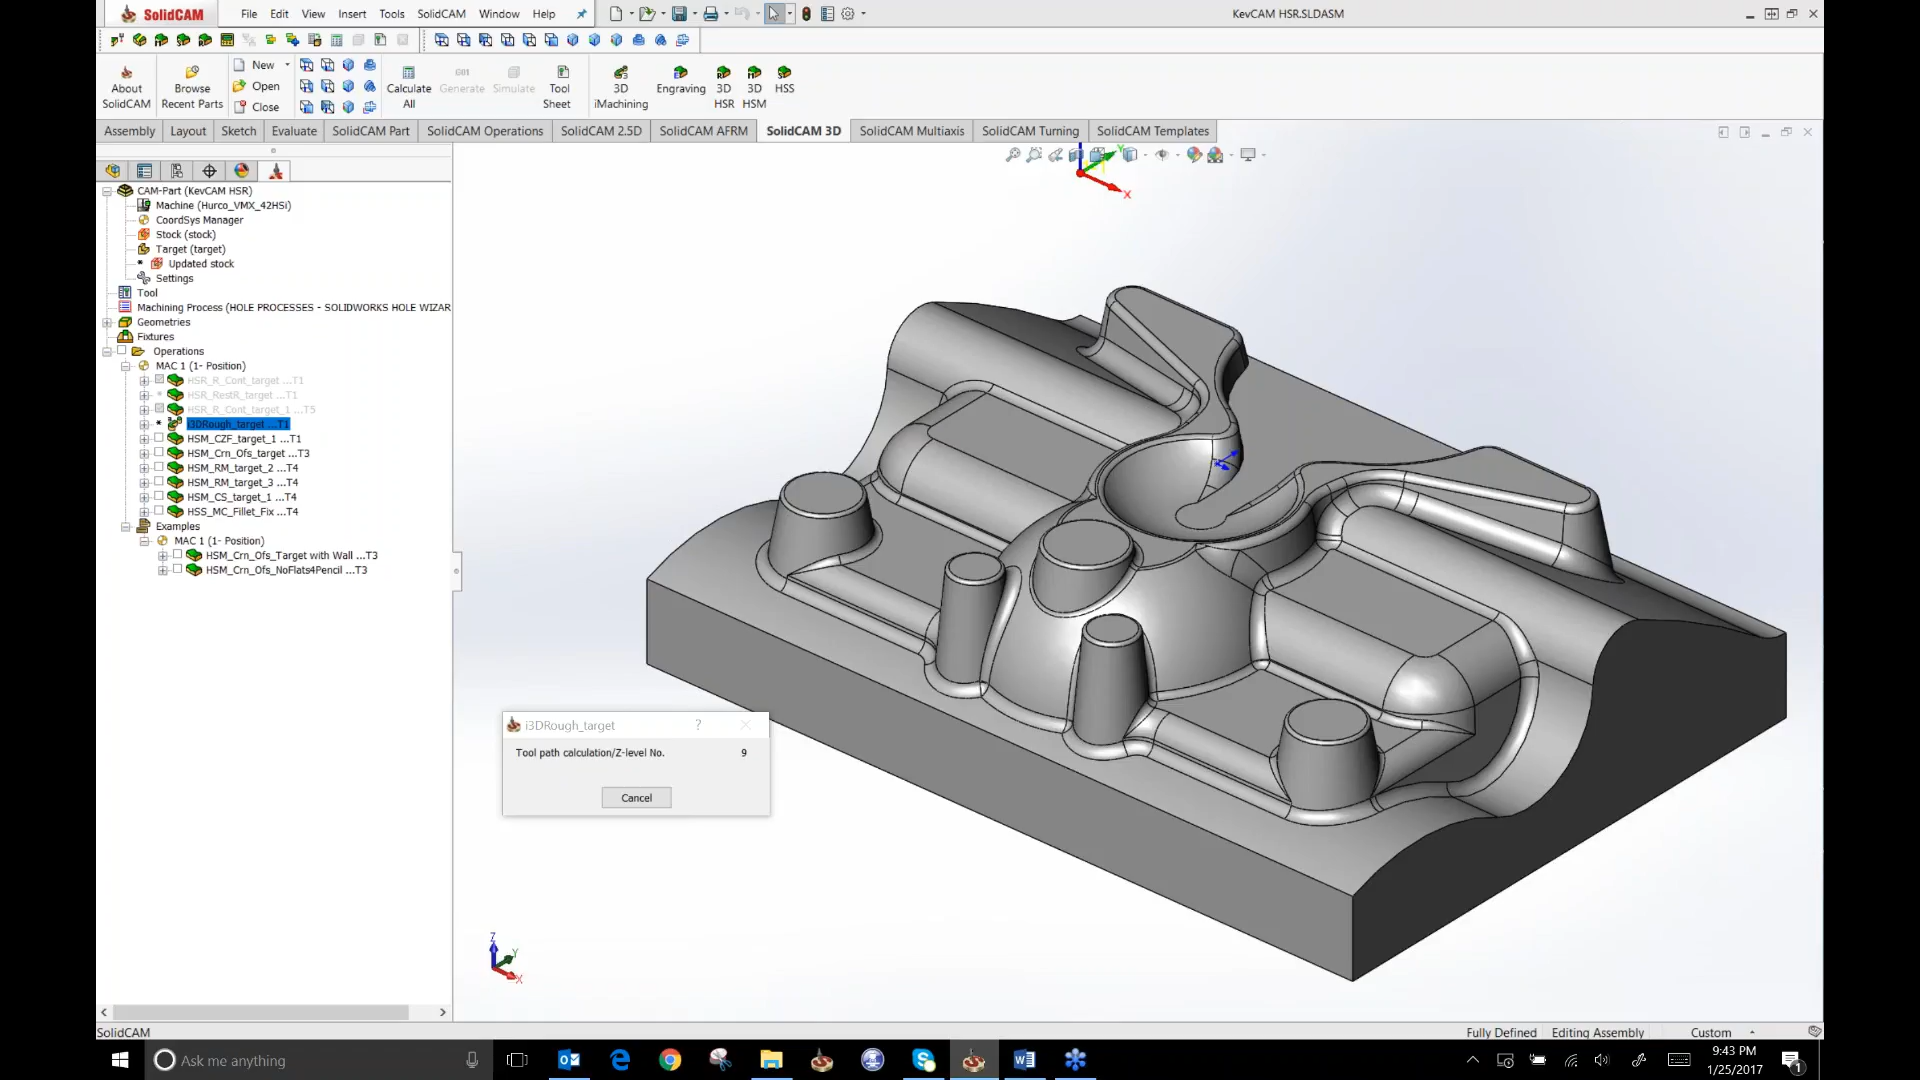 SolidCAM File Edit View Insert Tools SolidCAM Window Help KevCAM HSR.SLDASM
About SolidCAM
Browse Recent Parts
New
Open
Close
Calculate All
G01
Generate
Simulate
Tool Sheet
3D iMachining
Engraving
3D HSR
3D HSM
HSS
Assembly Layout Sketch Evaluate SolidCAM Part SolidCAM Operations SolidCAM 2.5D SolidCAM AFRM SolidCAM 3D SolidCAM Multiaxis SolidCAM Turning SolidCAM Templates
CAM-Part (KevCAM HSR)
Machine (Hurco_VMX_42HSi)
CoordSys Manager
Stock (stock)
Target (target)
Updated stock
Settings
Tool
Machining Process (HOLE PROCESSES - SOLIDWORKS HOLE WIZAR
Geometries
Fixtures
Operations
MAC 1 (1- Position)
HSR_R_Cont_target ...T1
HSR_RestR_target ...T1
HSR_R_Cont_target_1 ...T5
i3DRough_target ...T1
HSM_CZF_target_1 ...T1
HSM_Crn_Ofs_target ...T3
HSM_RM_target_2 ...T4
HSM_RM_target_3 ...T4
HSM_CS_target_1 ...T4
HSS_MC_Fillet_Fix ...T4
Examples
MAC 1 (1- Position)
HSM_Crn_Ofs_Target with Wall ...T3
HSM_Crn_Ofs_NoFlats4Pencil ...T3
Y
X
i3DRough_target ?
Tool path calculation/Z-level No. 9
Cancel
Z
Y
X
SolidCAM Fully Defined Editing Assembly Custom
Ask me anything
9:43 PM
1/25/2017
1